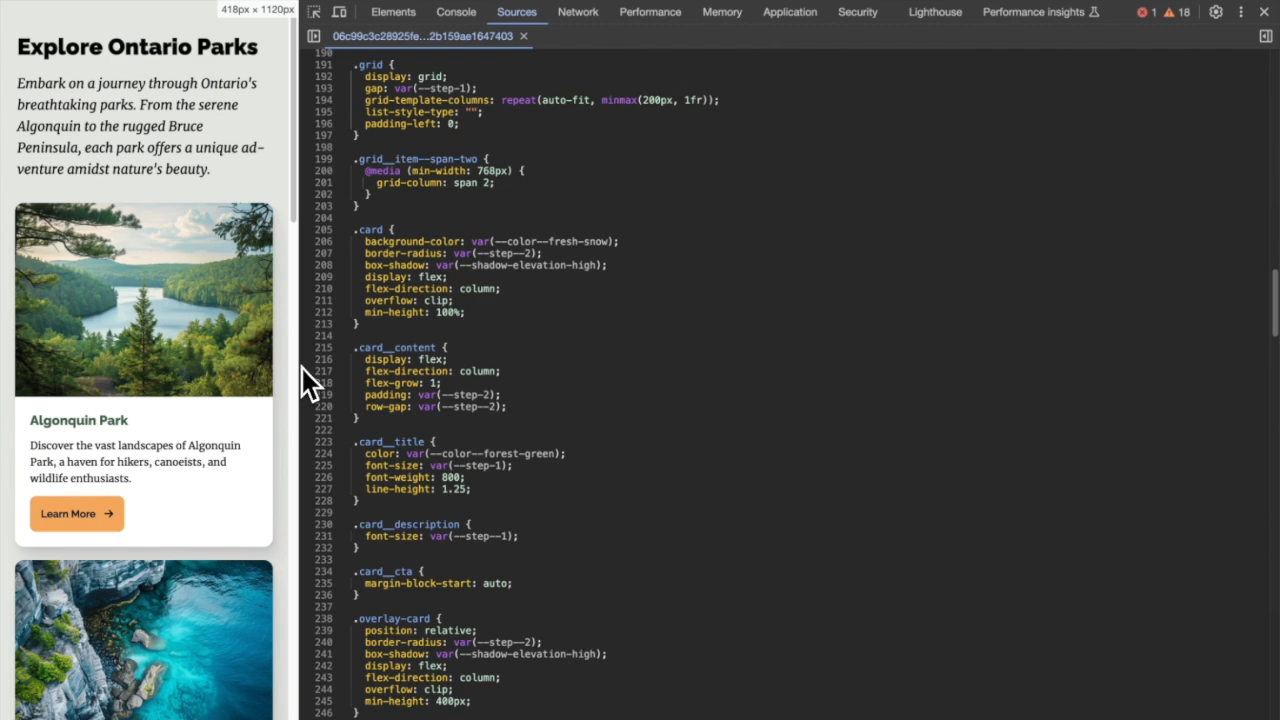 418px × 1120px
Explore Ontario Parks
Embark on a journey through Ontario's
breathtaking parks. From the serene
Algonquin to the rugged Bruce
Peninsula, each park offers a unique ad-
venture amidst nature's beauty.
Algonquin Park
Discover the vast landscapes of Algonquin
Park, a haven for hikers, canoeists, and
wildlife enthusiasts.
Learn More →
Elements Console Sources Network Performance Memory Application Security Lighthouse Performance insights 1 18
06c99c3c28925fe...2b159ae1647403 ×
190
191 .grid {
192 display: grid;
193 gap: var(--step-1);
194 grid-template-columns: repeat(auto-fit, minmax(200px, 1fr));
195 list-style-type: "";
196 padding-left: 0;
197 }
198
199 .grid__item--span-two {
200 @media (min-width: 768px) {
201 grid-column: span 2;
202 }
203 }
204
205 .card {
206 background-color: var(--color--fresh-snow);
207 border-radius: var(--step--2);
208 box-shadow: var(--shadow-elevation-high);
209 display: flex;
210 flex-direction: column;
211 overflow: clip;
212 min-height: 100%;
213 }
214
215 .card__content {
216 display: flex;
217 flex-direction: column;
218 flex-grow: 1;
219 padding: var(--step-2);
220 row-gap: var(--step--2);
221 }
222
223 .card__title {
224 color: var(--color--forest-green);
225 font-size: var(--step-1);
226 font-weight: 800;
227 line-height: 1.25;
228 }
229
230 .card__description {
231 font-size: var(--step--1);
232 }
233
234 .card__cta {
235 margin-block-start: auto;
236 }
237
238 .overlay-card {
239 position: relative;
240 border-radius: var(--step--2);
241 box-shadow: var(--shadow-elevation-high);
242 display: flex;
243 flex-direction: column;
244 overflow: clip;
245 min-height: 400px;
246 }